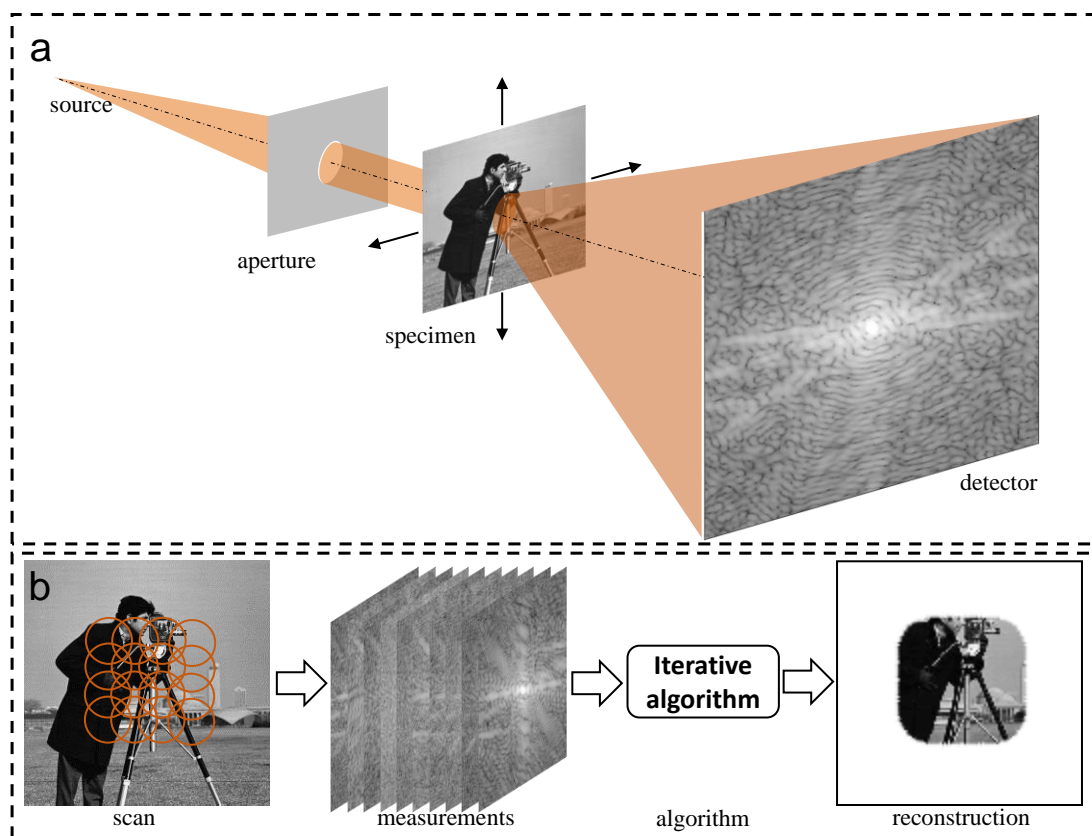 a
source
aperture
specimen
detector
b
Iterative
algorithm
scan
measurements
algorithm
reconstruction